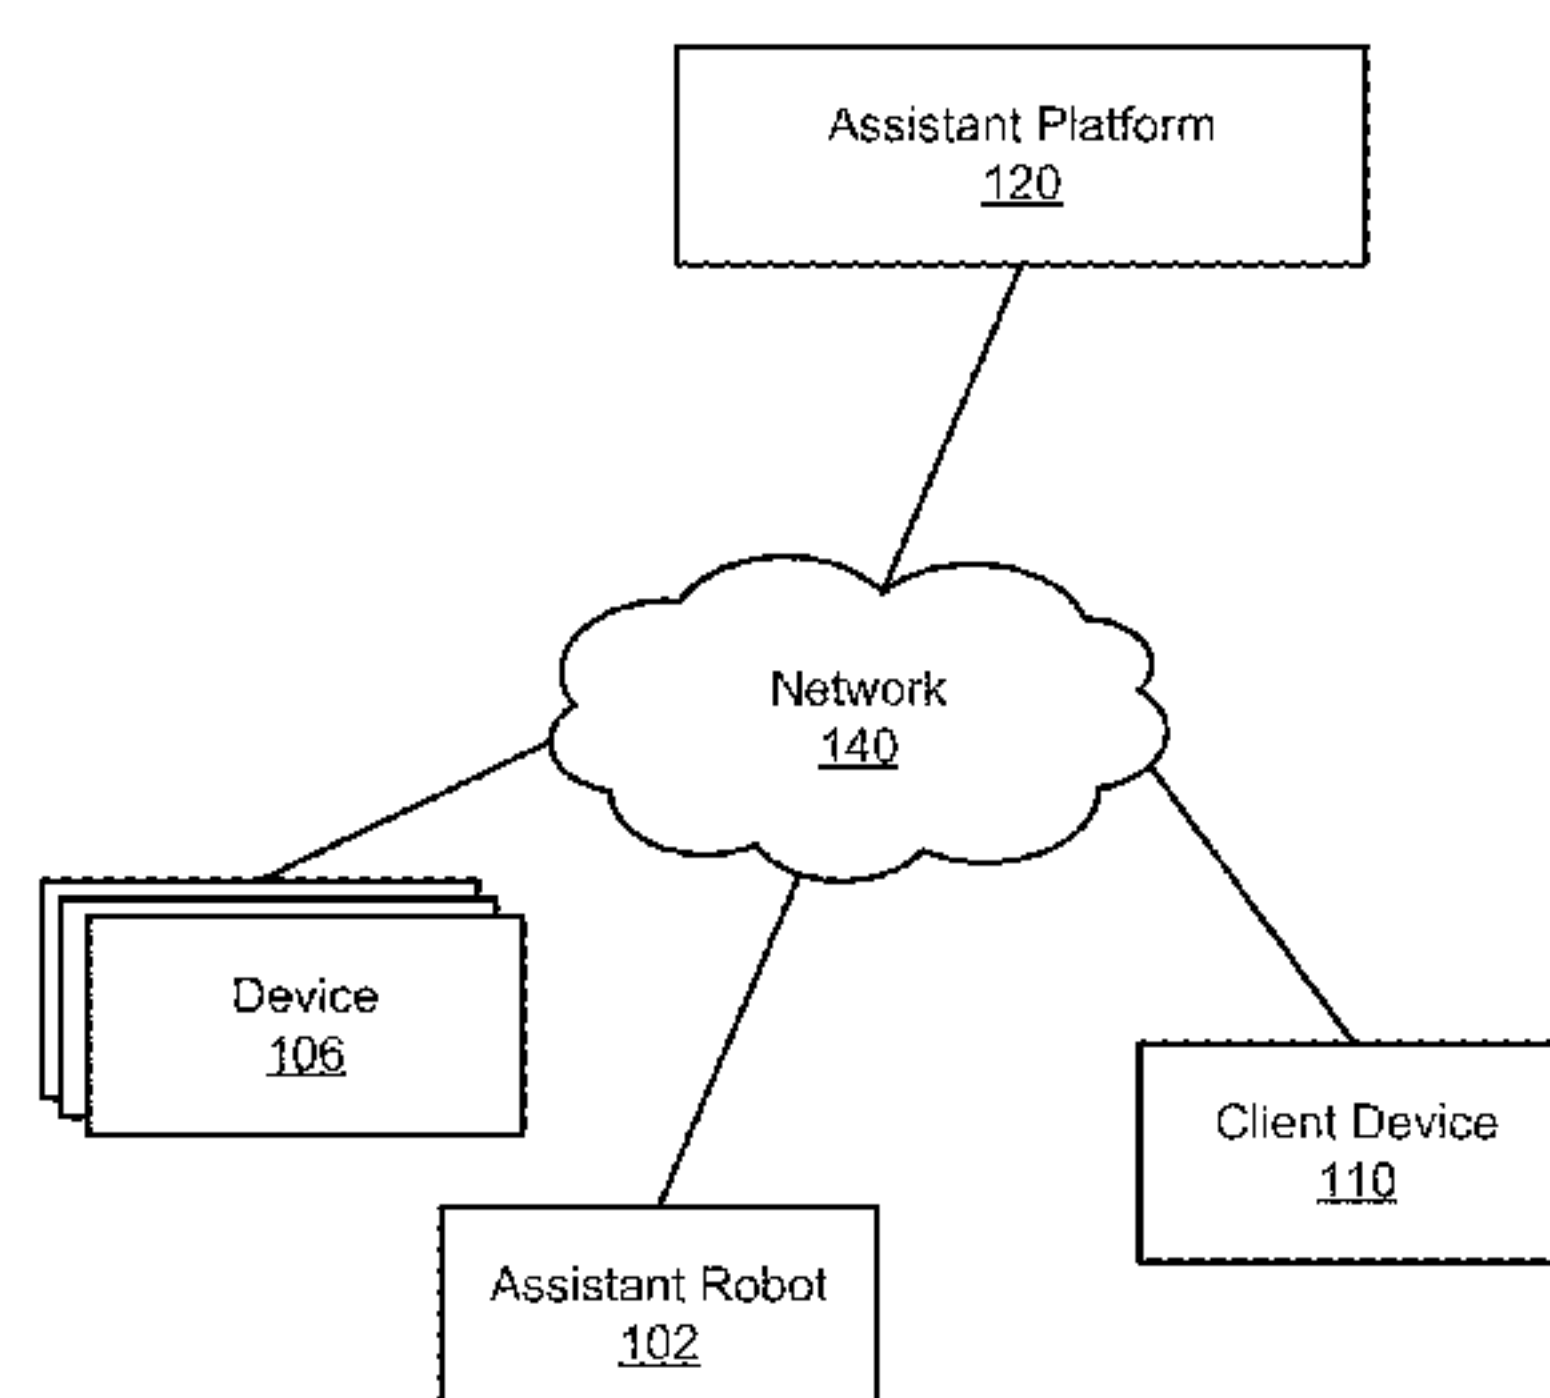 Assistant Platform
120
Network
140
Device
106
Client Device
110
Assistant Robot
102